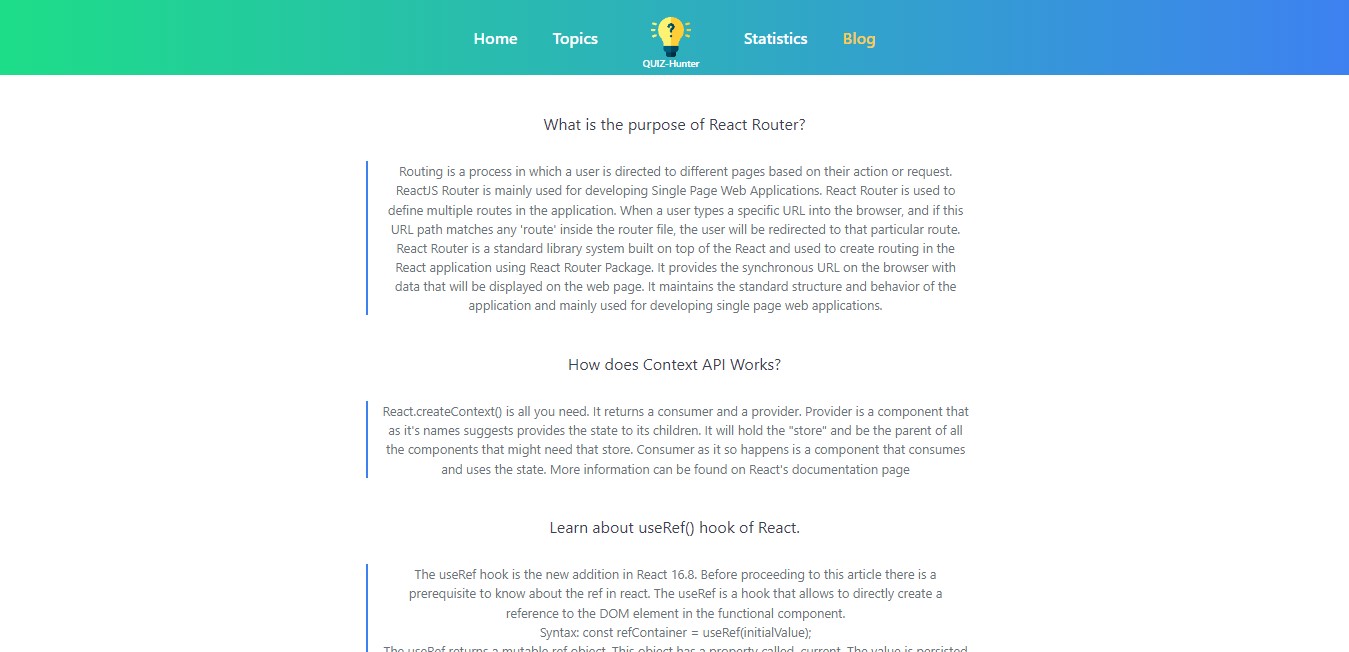 Home
Topics
?
QUIZ-Hunter
Statistics
Blog
What is the purpose of React Router?
Routing is a process in which a user is directed to different pages based on their action or request.
ReactJS Router is mainly used for developing Single Page Web Applications. React Router is used to
define multiple routes in the application. When a user types a specific URL into the browser, and if this
URL path matches any 'route' inside the router file, the user will be redirected to that particular route.
React Router is a standard library system built on top of the React and used to create routing in the
React application using React Router Package. It provides the synchronous URL on the browser with
data that will be displayed on the web page. It maintains the standard structure and behavior of the
application and mainly used for developing single page web applications.
How does Context API Works?
React.createContext() is all you need. It returns a consumer and a provider. Provider is a component that
as it's names suggests provides the state to its children. It will hold the "store" and be the parent of all
the components that might need that store. Consumer as it so happens is a component that consumes
and uses the state. More information can be found on React's documentation page
Learn about useRef() hook of React.
The useRef hook is the new addition in React 16.8. Before proceeding to this article there is a
prerequisite to know about the ref in react. The useRef is a hook that allows to directly create a
reference to the DOM element in the functional component.
Syntax: const refContainer = useRef(initialValue);
The useRef returns a mutable ref object. This object has a property called .current. The value is persisted